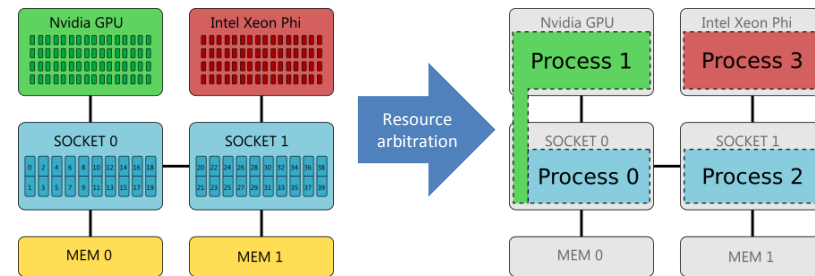 Nvidia GPU
Intel Xeon Phi
SOCKET 0
SOCKET 1
0 2 4 6 8 10 12 14 16 18
1 3 5 7 9 11 13 15 17 19
20 22 24 26 28 30 32 34 36 38
21 23 25 27 29 31 33 35 37 39
MEM 0
MEM 1
Resource
arbitration
Nvidia GPU
Intel Xeon Phi
Process 1
Process 3
SOCKET 0
SOCKET 1
Process 0
Process 2
MEM 0
MEM 1